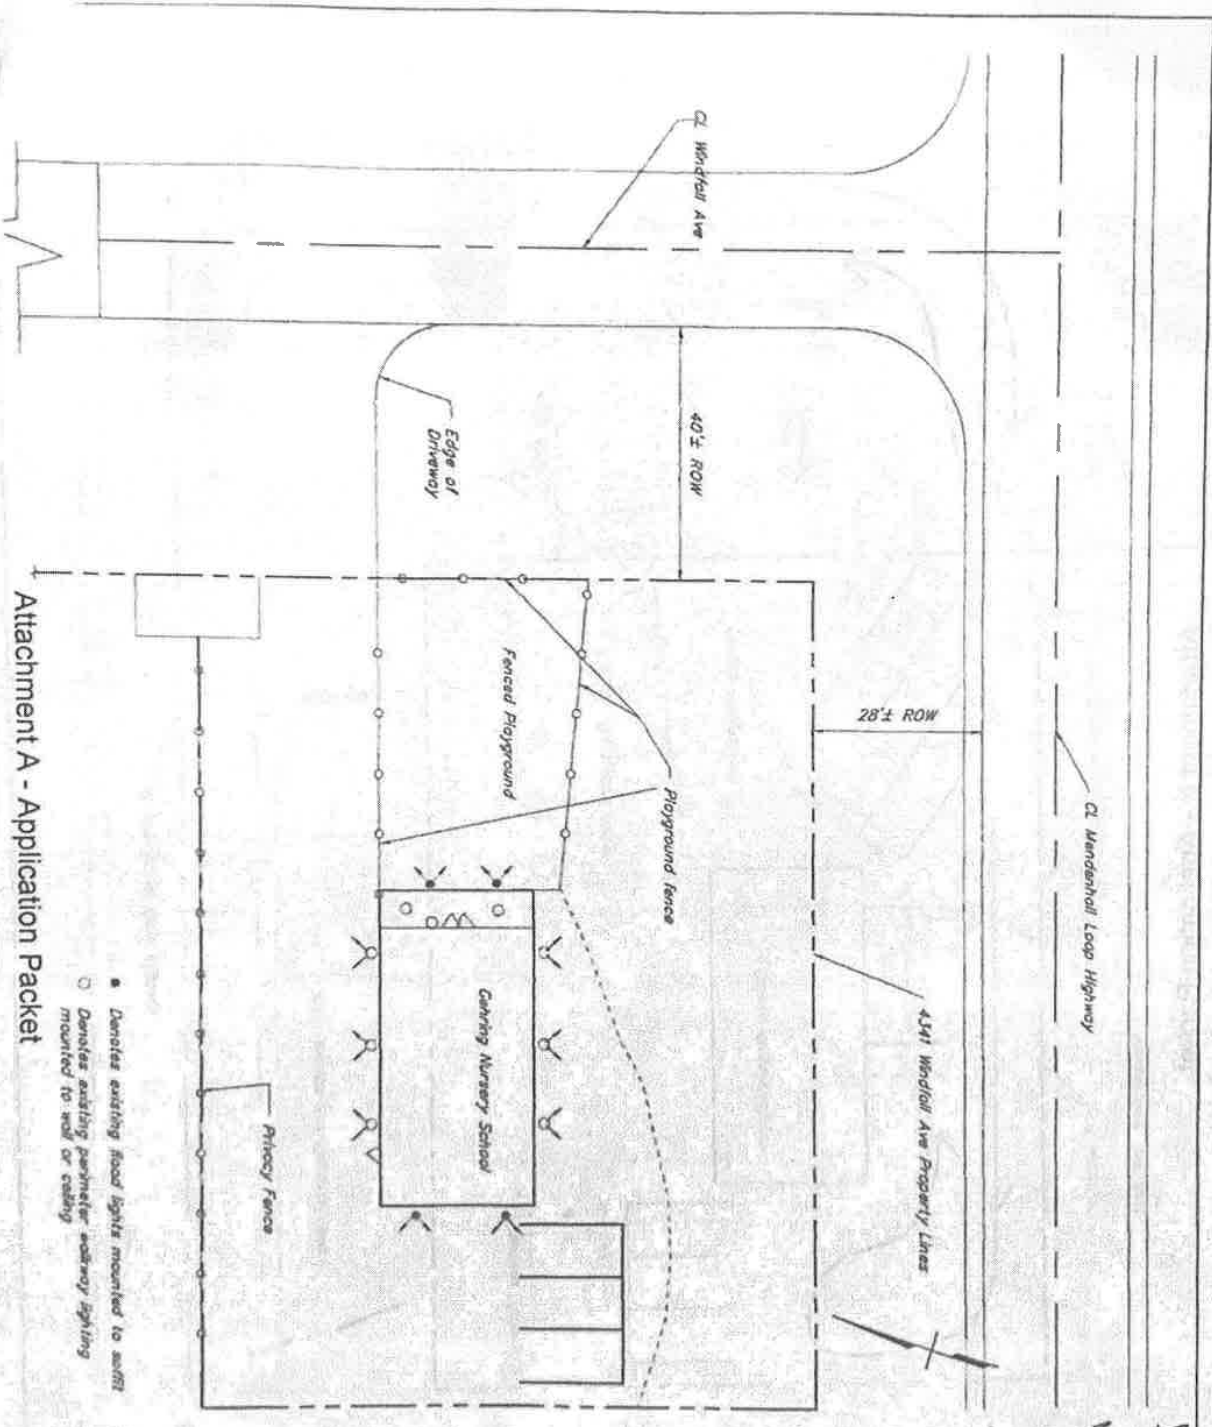 CL Windfall Ave
40'± ROW
Edge of
Driveway
28'± ROW
CL Mendenhall Loop Highway
Fenced Playground
Playground Fence
4341 Windfall Ave Property Lines
Gehring Nursery School
Privacy Fence
Denotes existing flood lights mounted to soffit
Denotes existing perimeter walkway lighting
mounted to wall or ceiling
Attachment A - Application Packet